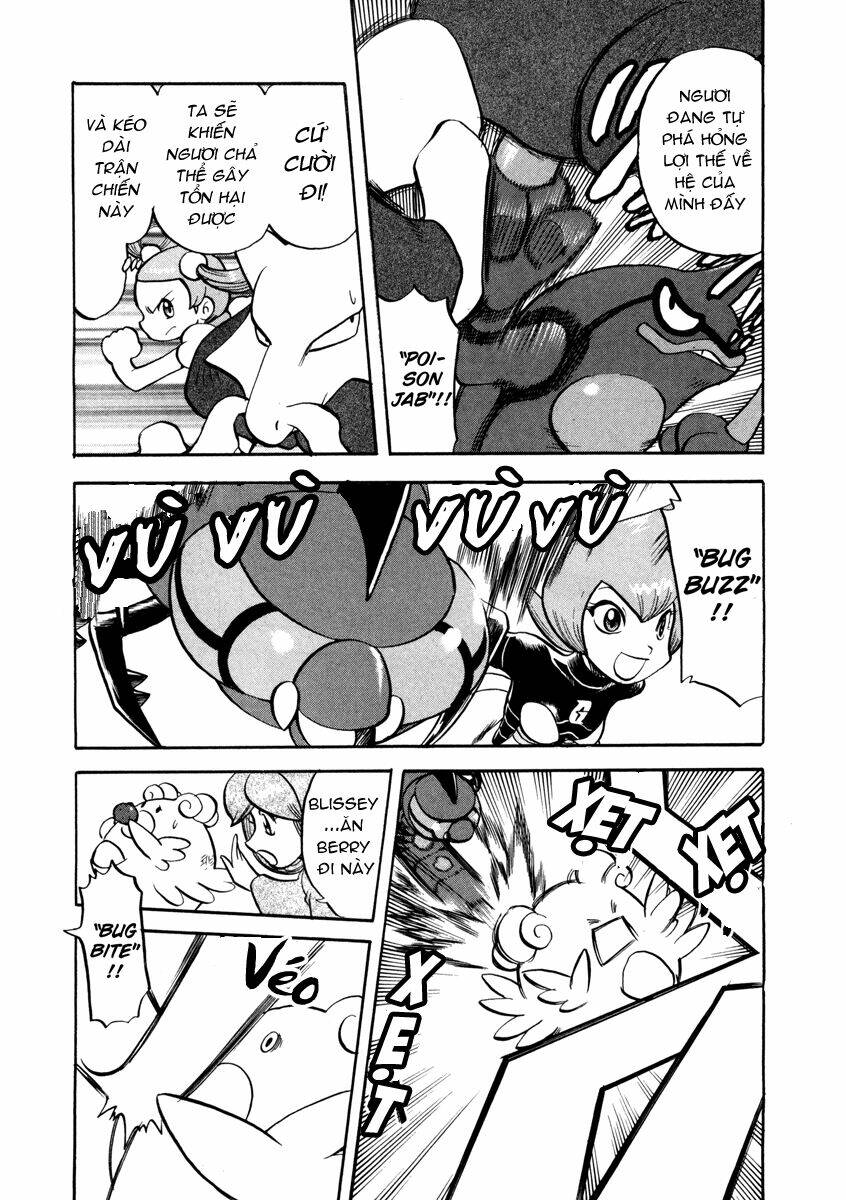 NGƯƠI
ĐANG TỰ
PHÁ HỎNG
LỢI THẾ VỀ
HỆ CỦA
MÌNH ĐẤY
"POI-
SON
JAB"!!
CỨ
CƯỜI
ĐI!
TA SẼ
KHIẾN
NGƯƠI CHẢ
THỂ GÂY
TỔN HẠI
ĐƯỢC
VÀ KÉO
DÀI
TRẬN
CHIẾN
NÀY
VÙ VÙ VÙ VÙ
"BUG
BUZZ"
!!
XẸT
XẸT
XẸT
BLISSEY
...ĂN
BERRY
ĐI NÀY
"BUG
BITE"
!!
Véo